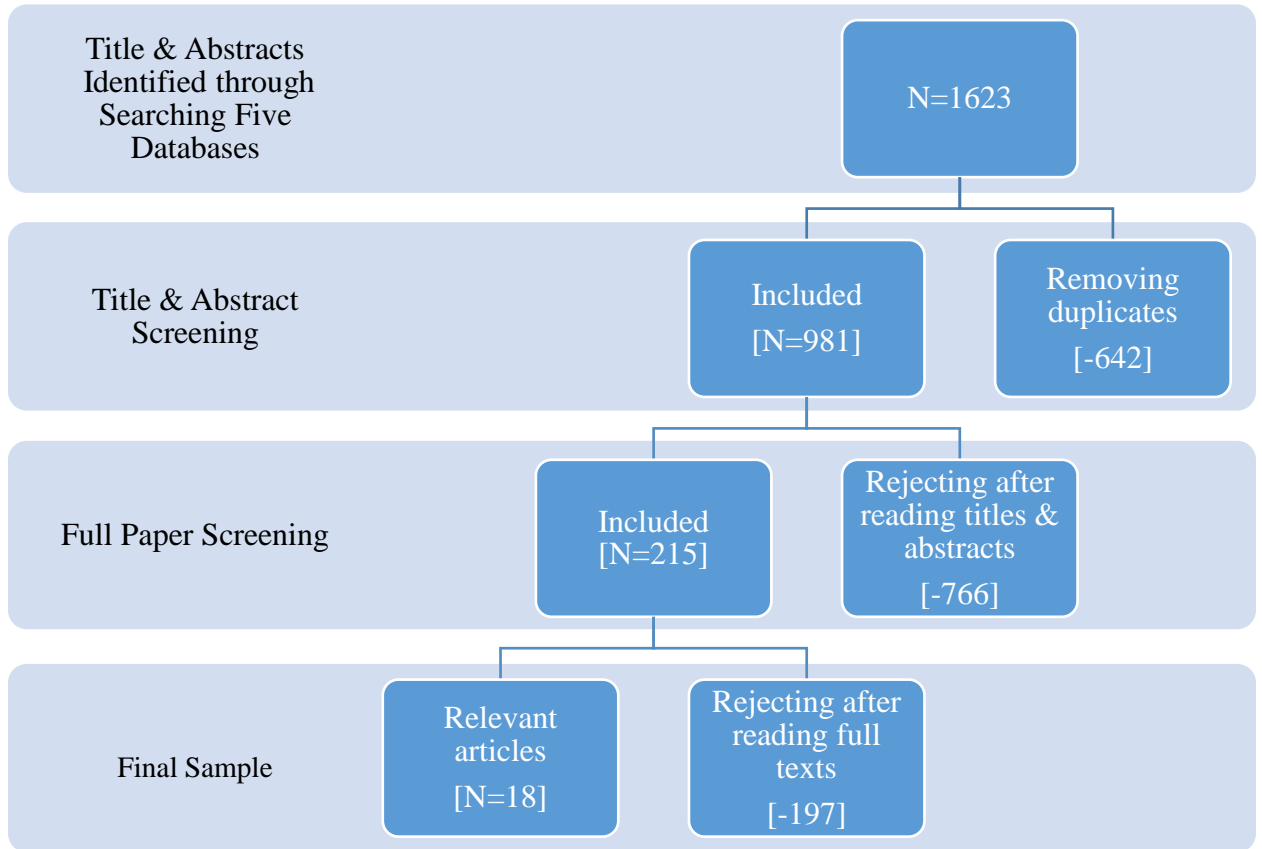 Title & Abstracts
Identified through
Searching Five
Databases
N=1623
Title & Abstract
Screening
Included
[N=981]
Removing
duplicates
[-642]
Full Paper Screening
Included
[N=215]
Rejecting after
reading titles &
abstracts
[-766]
Final Sample
Relevant
articles
[N=18]
Rejecting after
reading full
texts
[-197]